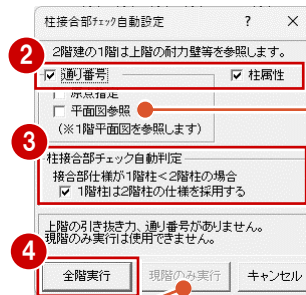 柱接合部ﾁｪｯｸ自動設定 ? ×
2階建の1階は上階の耐力壁等を参照します。
2
通り番号 柱属性
原点指定
平面図参照
(※1階平面図を参照します)
3
柱接合部チェック自動判定
接合部仕様が1階柱<2階柱の場合
1階柱は2階柱の仕様を採用する
上階の引き抜き力、通り番号がありません。
現階のみ実行は使用できません。
4
全階実行 現階のみ実行 キャンセル